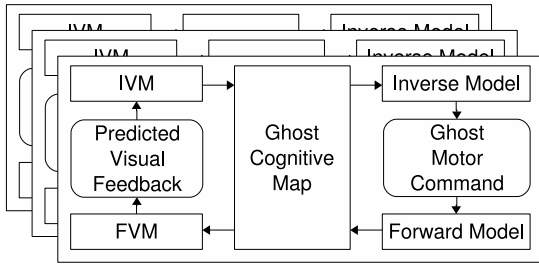 Inverse Model
IVM
Inverse Model
IVM
Inverse Model
Predicted
Visual
Feedback
Ghost
Cognitive
Map
Ghost
Motor
Command
FVM
Forward Model